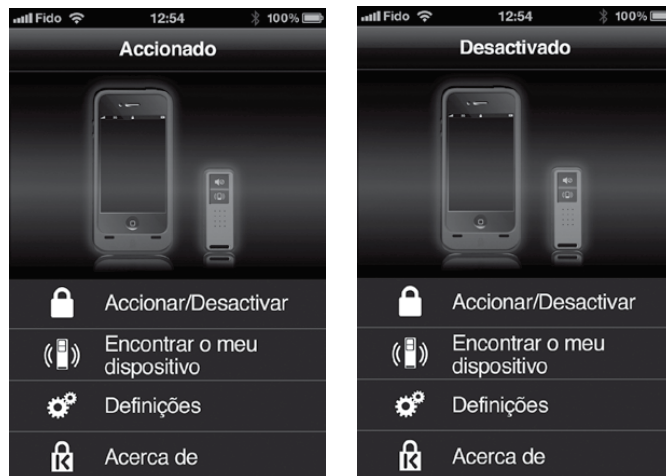 Fido 12:54 100%
Accionado
Accionar/Desactivar
Encontrar o meu
dispositivo
Definições
Acerca de
Fido 12:54 100%
Desactivado
Accionar/Desactivar
Encontrar o meu
dispositivo
Definições
Acerca de